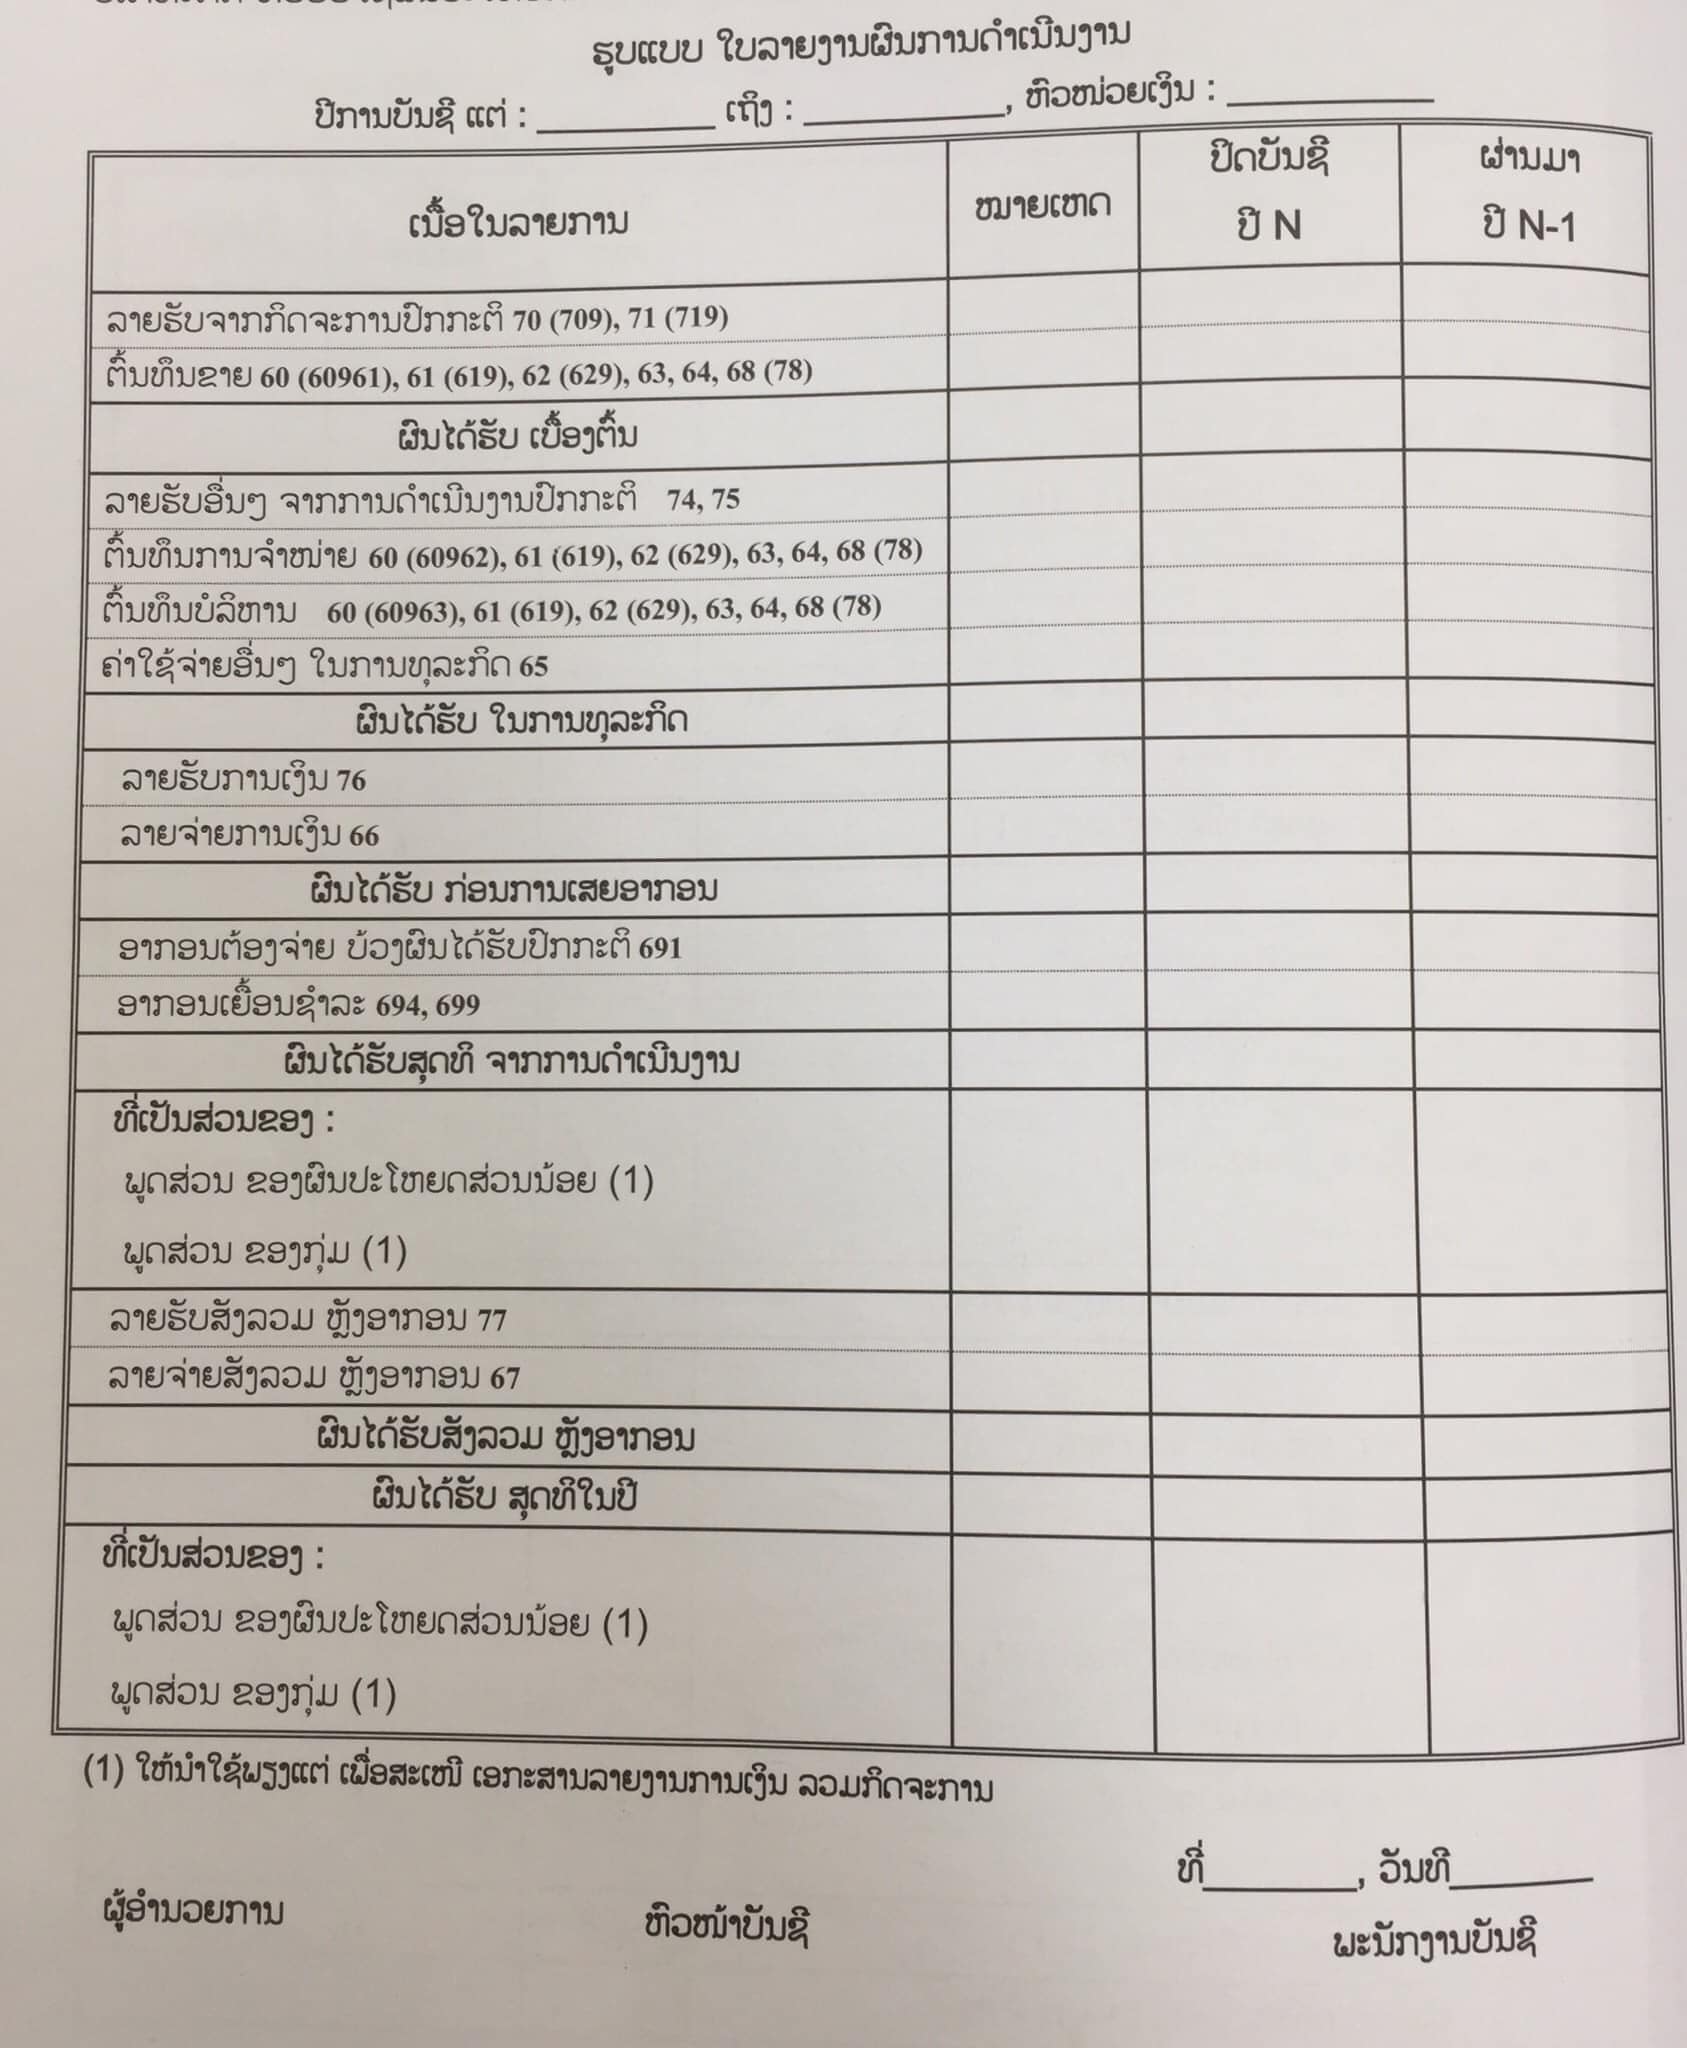 ຮູບແບບ ໃບລາຍງານຜົນການດຳເນີນງານ
ປີການບັນຊີ ແຕ່ : __________ ເຖິງ : ___________, ຫົວໜ່ວຍເງິນ : ___________
ເນື້ອໃນລາຍການ ໝາຍເຫດ ປິດບັນຊີ ປີ N ຜ່ານມາ ປີ N-1
ລາຍຮັບຈາກກິດຈະການປົກກະຕິ 70 (709), 71 (719)
ຕົ້ນທຶນຂາຍ 60 (60961), 61 (619), 62 (629), 63, 64, 68 (78)
ຜົນໄດ້ຮັບ ເບື້ອງຕົ້ນ
ລາຍຮັບອື່ນໆ ຈາກການດຳເນີນງານປົກກະຕິ 74, 75
ຕົ້ນທຶນການຈຳໜ່າຍ 60 (60962), 61 (619), 62 (629), 63, 64, 68 (78)
ຕົ້ນທຶນບໍລິຫານ 60 (60963), 61 (619), 62 (629), 63, 64, 68 (78)
ຄ່າໃຊ້ຈ່າຍອື່ນໆ ໃນການທຸລະກິດ 65
ຜົນໄດ້ຮັບ ໃນການທຸລະກິດ
ລາຍຮັບການເງິນ 76
ລາຍຈ່າຍການເງິນ 66
ຜົນໄດ້ຮັບ ກ່ອນການເສຍອາກອນ
ອາກອນຕ້ອງຈ່າຍ ບ້ວງຜົນໄດ້ຮັບປົກກະຕິ 691
ອາກອນເຍື້ອນຊຳລະ 694, 699
ຜົນໄດ້ຮັບສຸດທິ ຈາກການດຳເນີນງານ
ທີ່ເປັນສ່ວນຂອງ :
ພູດສ່ວນ ຂອງຜົນປະໂຫຍດສ່ວນນ້ອຍ (1)
ພູດສ່ວນ ຂອງກຸ່ມ (1)
ລາຍຮັບສັງລວມ ຫຼັງອາກອນ 77
ລາຍຈ່າຍສັງລວມ ຫຼັງອາກອນ 67
ຜົນໄດ້ຮັບສັງລວມ ຫຼັງອາກອນ
ຜົນໄດ້ຮັບ ສຸດທິໃນປີ
ທີ່ເປັນສ່ວນຂອງ :
ພູດສ່ວນ ຂອງຜົນປະໂຫຍດສ່ວນນ້ອຍ (1)
ພູດສ່ວນ ຂອງກຸ່ມ (1)
(1) ໃຫ້ນຳໃຊ້ພຽງແຕ່ ເພື່ອສະເໜີ ເອກະສານລາຍງານການເງິນ ລວມກິດຈະການ
ທີ່________, ວັນທີ________
ຜູ້ອຳນວຍການ ຫົວໜ້າບັນຊີ ພະນັກງານບັນຊີ